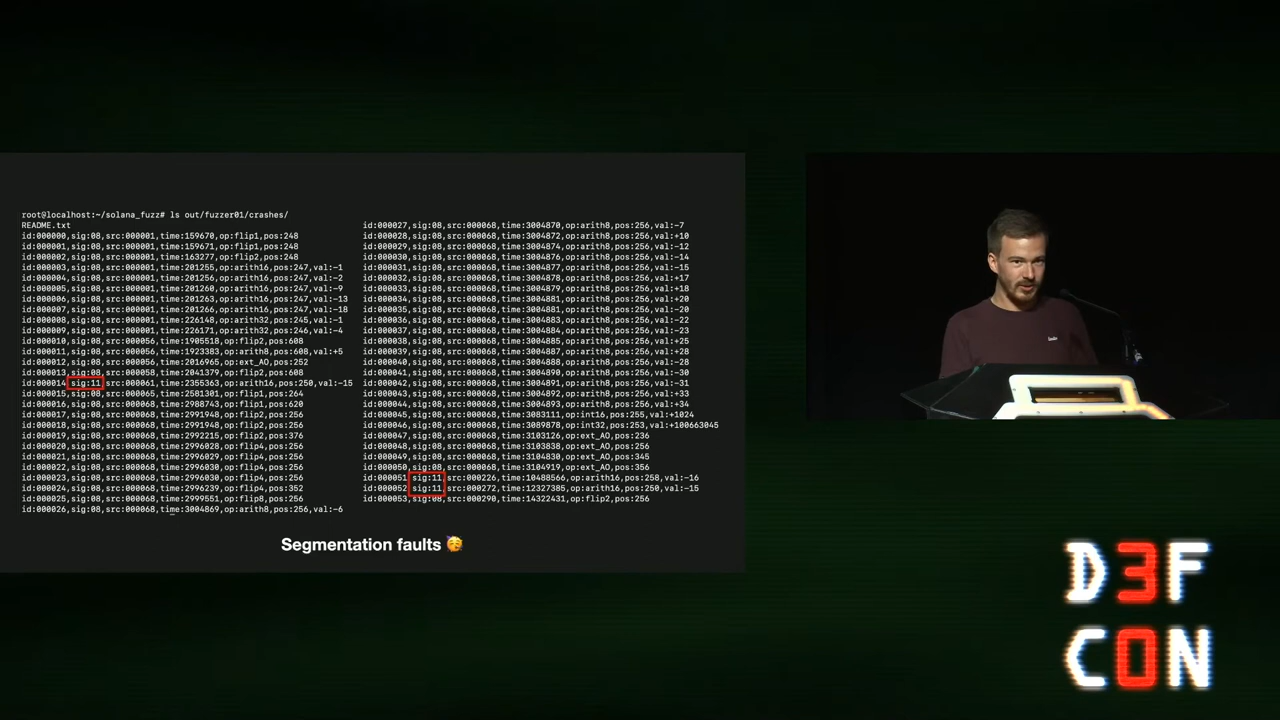 root@localhost:~/solana_fuzz# ls out/fuzzer01/crashes/
README.txt
id:000000,sig:08,src:000001,time:159670,op:flip1,pos:248
id:000001,sig:08,src:000001,time:159671,op:flip1,pos:248
id:000002,sig:08,src:000001,time:163277,op:flip2,pos:248
id:000003,sig:08,src:000001,time:201255,op:arith16,pos:247,val:-1
id:000004,sig:08,src:000001,time:201256,op:arith16,pos:247,val:-2
id:000005,sig:08,src:000001,time:201260,op:arith16,pos:247,val:-9
id:000006,sig:08,src:000001,time:201263,op:arith16,pos:247,val:-13
id:000007,sig:08,src:000001,time:201266,op:arith16,pos:247,val:-18
id:000008,sig:08,src:000001,time:226148,op:arith32,pos:245,val:-1
id:000009,sig:08,src:000001,time:226171,op:arith32,pos:246,val:-4
id:000010,sig:08,src:000056,time:1905518,op:flip2,pos:608
id:000011,sig:08,src:000056,time:1923383,op:arith8,pos:608,val:+5
id:000012,sig:08,src:000056,time:2016965,op:ext_AO,pos:252
id:000013,sig:08,src:000058,time:2041379,op:flip2,pos:608
id:000014,sig:11,src:000061,time:2355363,op:arith16,pos:250,val:-15
id:000015,sig:08,src:000065,time:2581301,op:flip1,pos:264
id:000016,sig:08,src:000068,time:2988743,op:flip1,pos:620
id:000017,sig:08,src:000068,time:2991948,op:flip2,pos:256
id:000018,sig:08,src:000068,time:2991948,op:flip2,pos:256
id:000019,sig:08,src:000068,time:2992215,op:flip2,pos:376
id:000020,sig:08,src:000068,time:2996028,op:flip4,pos:256
id:000021,sig:08,src:000068,time:2996029,op:flip4,pos:256
id:000022,sig:08,src:000068,time:2996030,op:flip4,pos:256
id:000023,sig:08,src:000068,time:2996030,op:flip4,pos:256
id:000024,sig:08,src:000068,time:2996239,op:flip4,pos:352
id:000025,sig:08,src:000068,time:2999551,op:flip8,pos:256
id:000026,sig:08,src:000068,time:3004869,op:arith8,pos:256,val:-6
id:000027,sig:08,src:000068,time:3004870,op:arith8,pos:256,val:-7
id:000028,sig:08,src:000068,time:3004872,op:arith8,pos:256,val:+10
id:000029,sig:08,src:000068,time:3004874,op:arith8,pos:256,val:-12
id:000030,sig:08,src:000068,time:3004876,op:arith8,pos:256,val:-14
id:000031,sig:08,src:000068,time:3004877,op:arith8,pos:256,val:-15
id:000032,sig:08,src:000068,time:3004878,op:arith8,pos:256,val:+17
id:000033,sig:08,src:000068,time:3004879,op:arith8,pos:256,val:+18
id:000034,sig:08,src:000068,time:3004881,op:arith8,pos:256,val:+20
id:000035,sig:08,src:000068,time:3004881,op:arith8,pos:256,val:-20
id:000036,sig:08,src:000068,time:3004883,op:arith8,pos:256,val:-22
id:000037,sig:08,src:000068,time:3004884,op:arith8,pos:256,val:-23
id:000038,sig:08,src:000068,time:3004885,op:arith8,pos:256,val:+25
id:000039,sig:08,src:000068,time:3004887,op:arith8,pos:256,val:+28
id:000040,sig:08,src:000068,time:3004888,op:arith8,pos:256,val:-28
id:000041,sig:08,src:000068,time:3004890,op:arith8,pos:256,val:-30
id:000042,sig:08,src:000068,time:3004891,op:arith8,pos:256,val:-31
id:000043,sig:08,src:000068,time:3004892,op:arith8,pos:256,val:+33
id:000044,sig:08,src:000068,time:3004893,op:arith8,pos:256,val:+34
id:000045,sig:08,src:000068,time:3083111,op:int16,pos:255,val:+1024
id:000046,sig:08,src:000068,time:3089878,op:int32,pos:253,val:+100663045
id:000047,sig:08,src:000068,time:3103126,op:ext_AO,pos:236
id:000048,sig:08,src:000068,time:3103838,op:ext_AO,pos:256
id:000049,sig:08,src:000068,time:3104830,op:ext_AO,pos:345
id:000050,sig:08,src:000068,time:3104919,op:ext_AO,pos:356
id:000051,sig:11,src:000226,time:10488566,op:arith16,pos:250,val:-16
id:000052,sig:11,src:000272,time:12327385,op:arith16,pos:250,val:-15
id:000053,sig:08,src:000290,time:14322431,op:flip2,pos:256
Segmentation faults 🥳
D3F
C0N